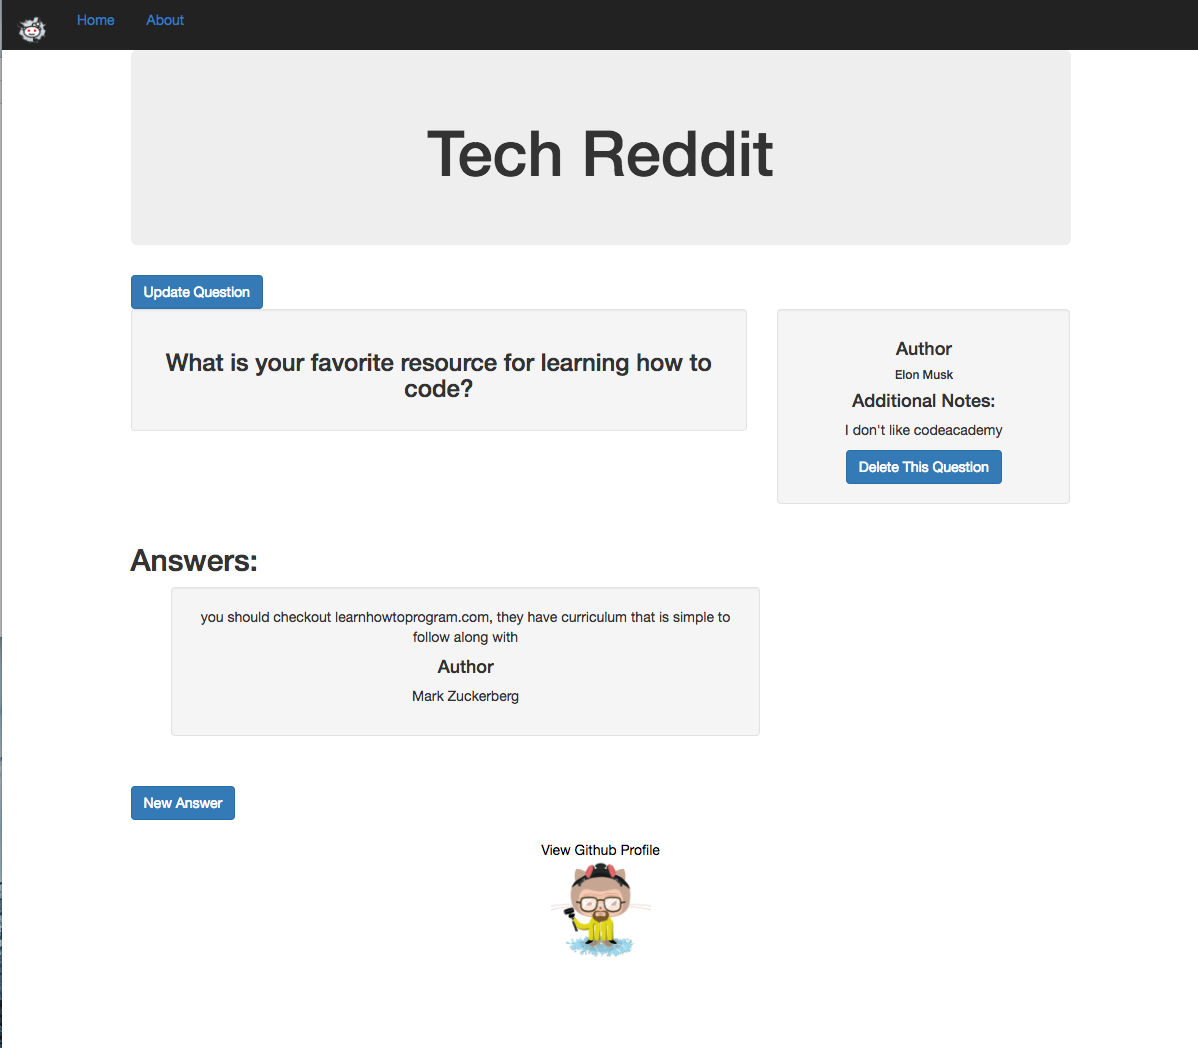 Home About
Tech Reddit
Update Question
What is your favorite resource for learning how to
code?
Author
Elon Musk
Additional Notes:
I don't like codeacademy
Delete This Question
Answers:
you should checkout learnhowtoprogram.com, they have curriculum that is simple to
follow along with
Author
Mark Zuckerberg
New Answer
View Github Profile